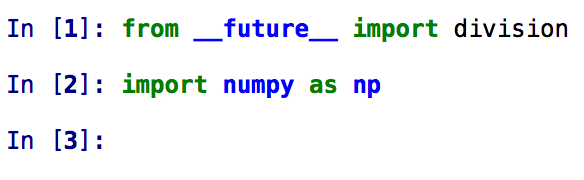 In [1]: from __future__ import division
In [2]: import numpy as np
In [3]: